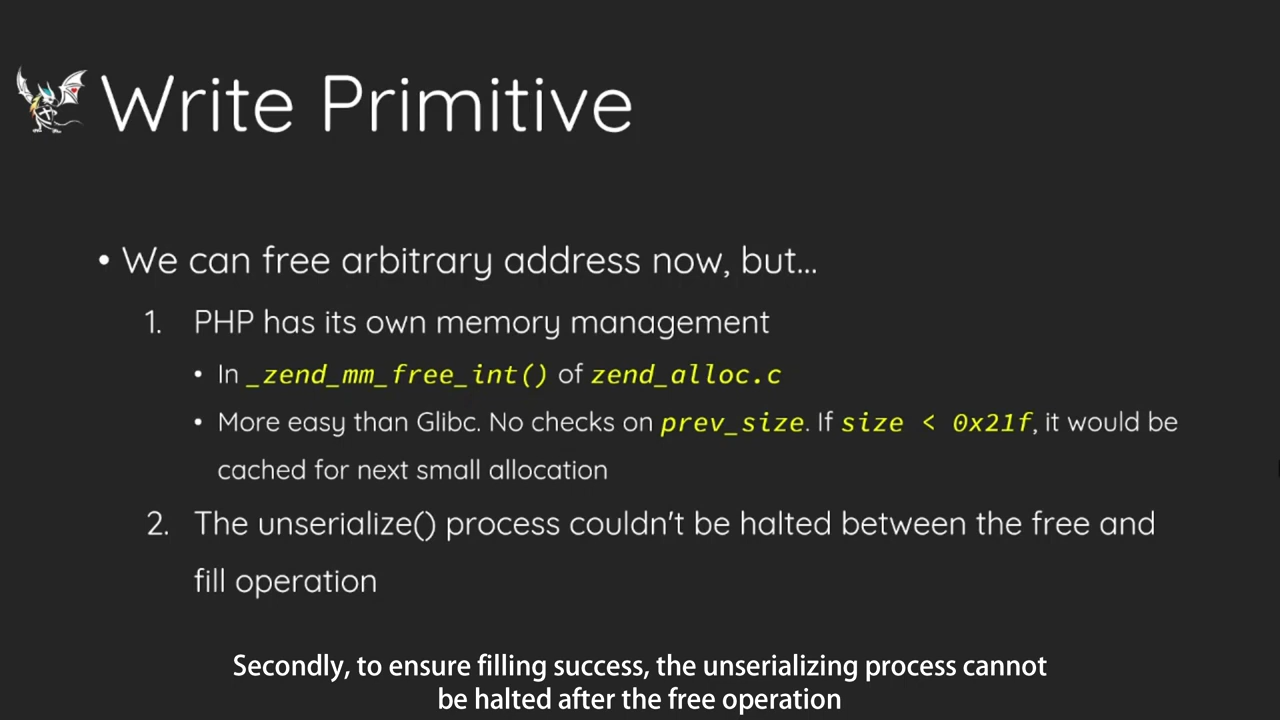 Write Primitive
• We can free arbitrary address now, but...
1. PHP has its own memory management
• In _zend_mm_free_int() of zend_alloc.c
• More easy than Glibc. No checks on prev_size. If size < 0x21f, it would be
cached for next small allocation
2. The unserialize() process couldn't be halted between the free and
fill operation
Secondly, to ensure filling success, the unserializing process cannot
be halted after the free operation